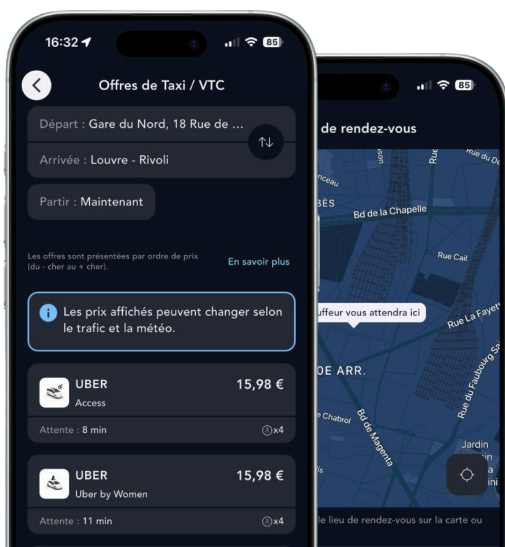 16:32
85
Offres de Taxi / VTC
Départ : Gare du Nord, 18 Rue de ...
Arrivée : Louvre - Rivoli
Partir : Maintenant
Les offres sont présentées par ordre de prix
(du - cher au + cher).
En savoir plus
Les prix affichés peuvent changer selon
le trafic et la météo.
UBER
15,98 €
Access
Attente : 8 min
x4
UBER
15,98 €
Uber by Women
Attente : 11 min
x4
85
de rendez-vous
Rue du
Rue
Bd de la Chapelle
Rue Cail
uffeur vous attendra ici
Rue La Fayet
0E ARR.
Rue du Faubourg
e Chabrol
Bd de Magenta
Jardin
le lieu de rendez-vous sur la carte ou